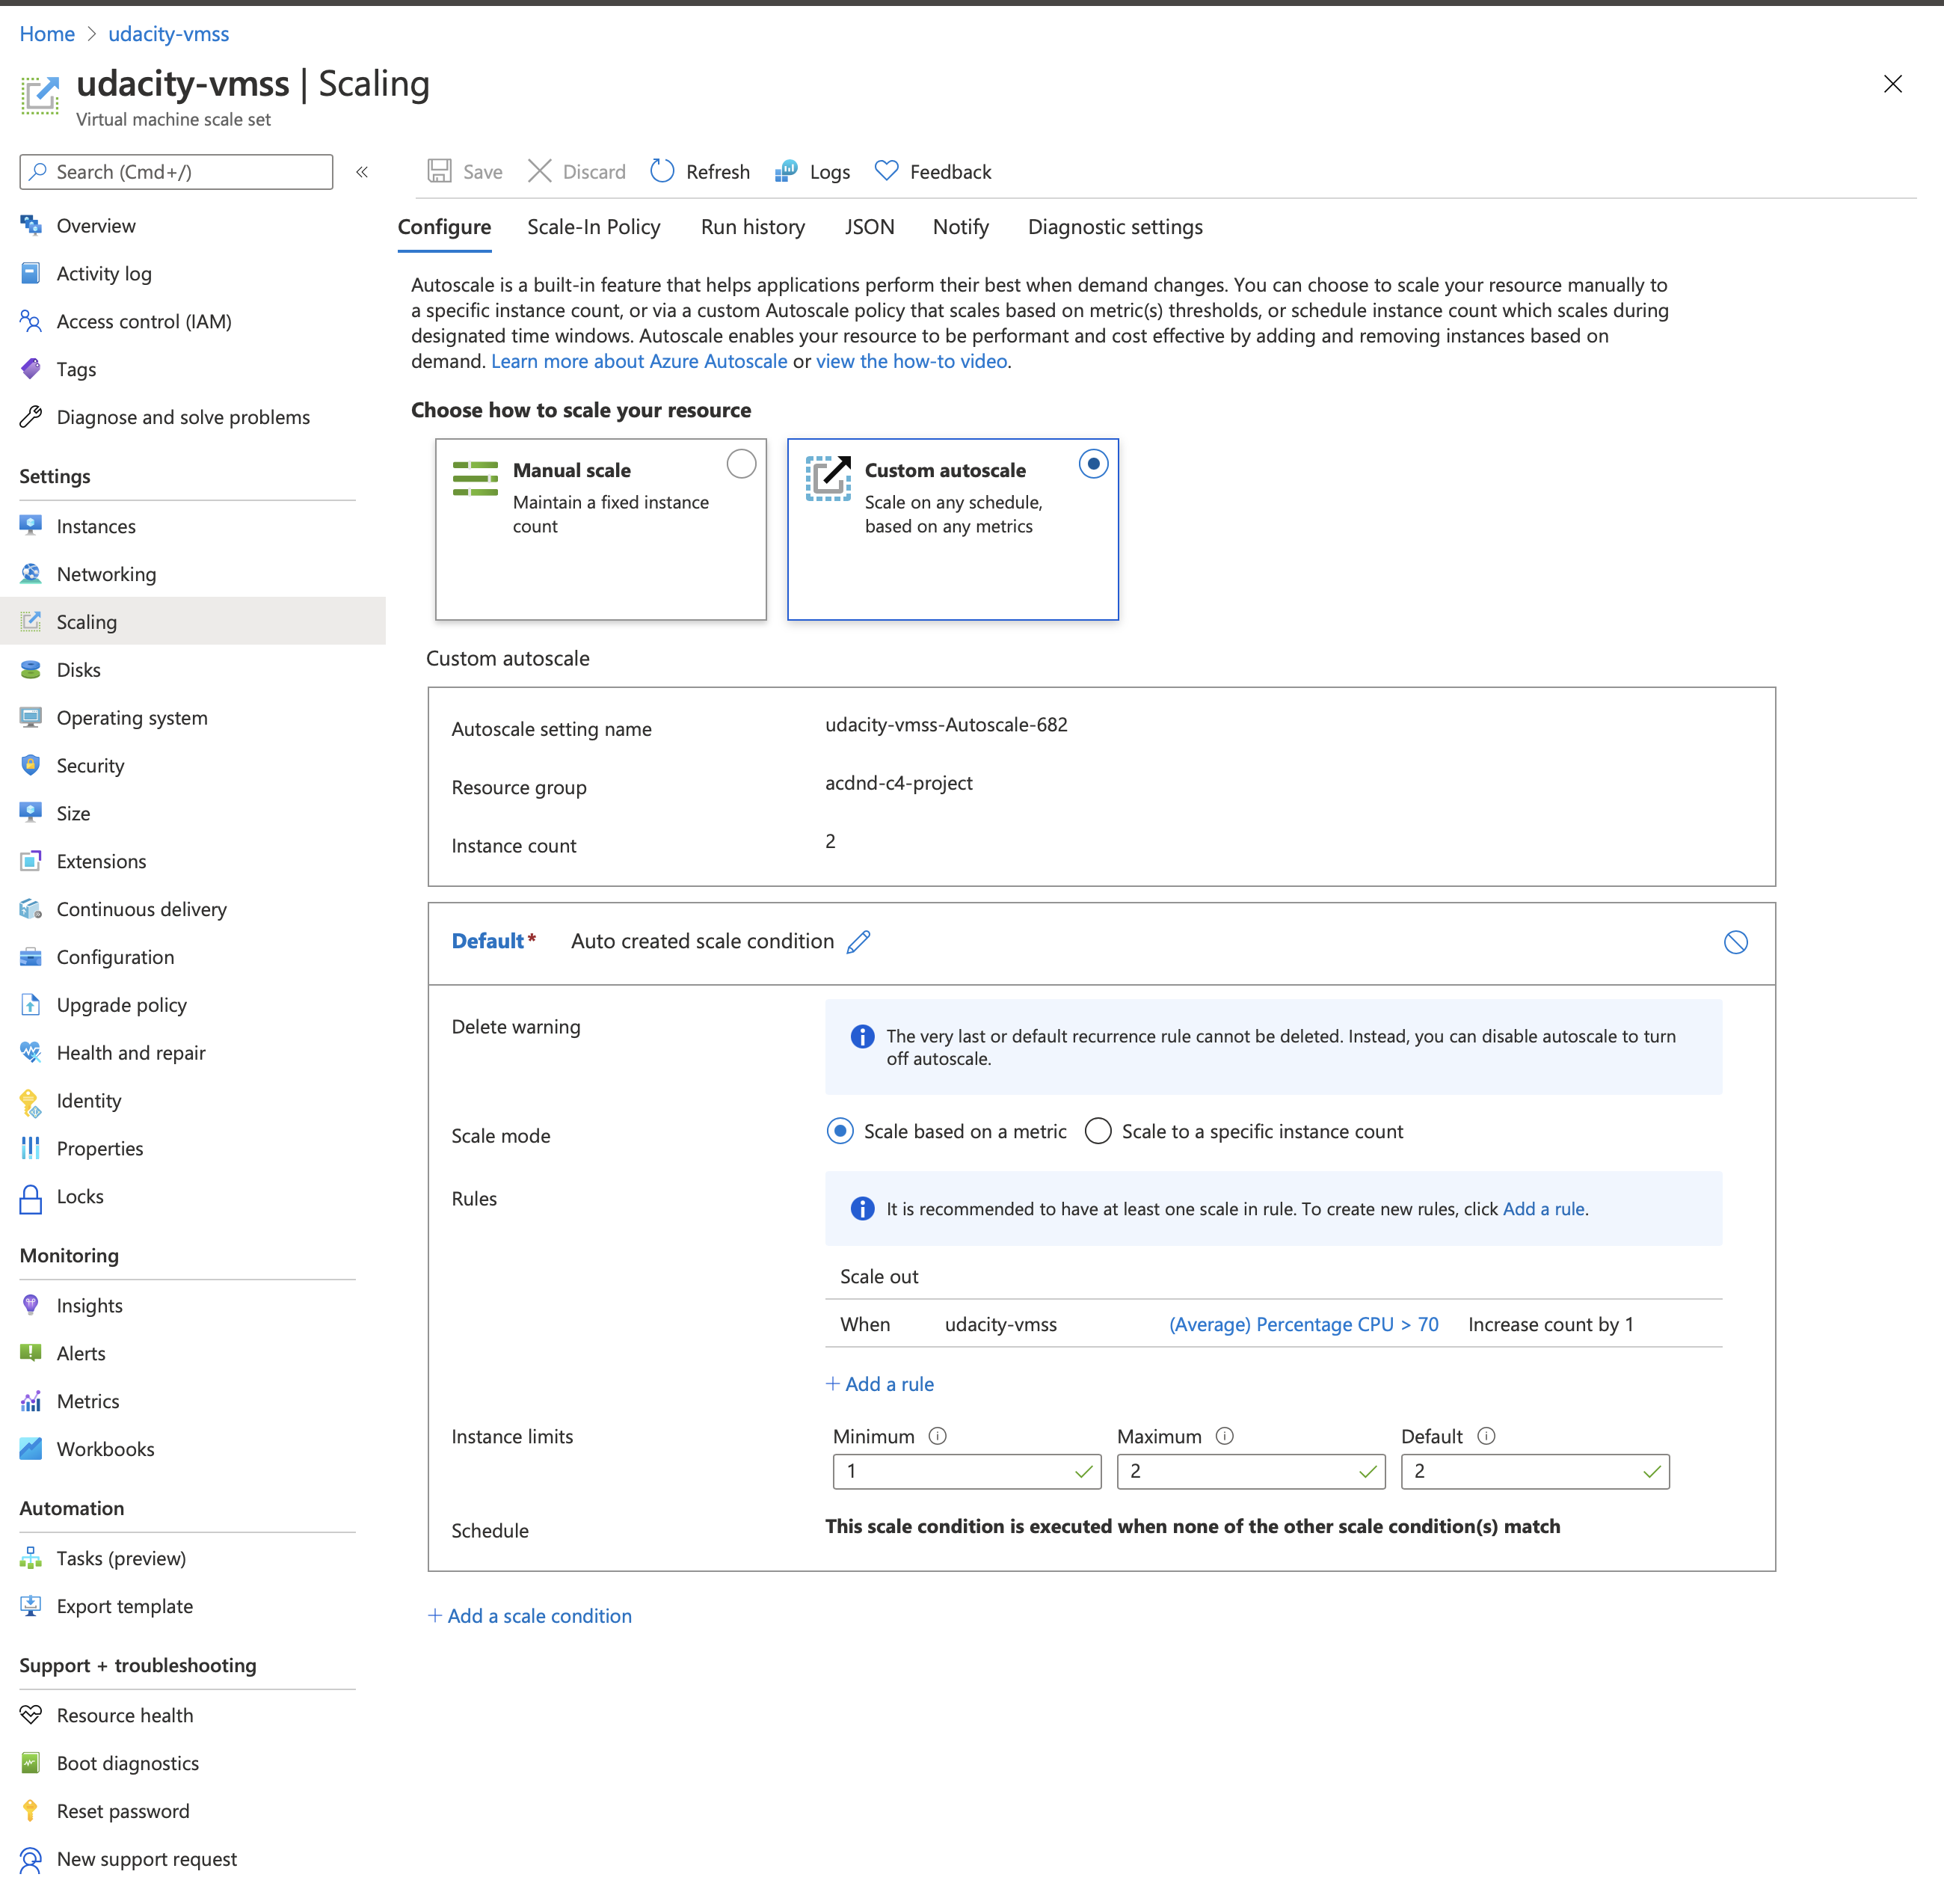 Home > udacity-vmss
udacity-vmss | Scaling
Virtual machine scale set
Search (Cmd+/)
«
Overview
Activity log
Access control (IAM)
Tags
Diagnose and solve problems
Settings
Instances
Networking
Scaling
Disks
Operating system
Security
Size
Extensions
Continuous delivery
Configuration
Upgrade policy
Health and repair
Identity
Properties
Locks
Monitoring
Insights
Alerts
Metrics
Workbooks
Automation
Tasks (preview)
Export template
Support + troubleshooting
Resource health
Boot diagnostics
Reset password
New support request
Save Discard Refresh Logs Feedback
Configure Scale-In Policy Run history JSON Notify Diagnostic settings
Autoscale is a built-in feature that helps applications perform their best when demand changes. You can choose to scale your resource manually to
a specific instance count, or via a custom Autoscale policy that scales based on metric(s) thresholds, or schedule instance count which scales during
designated time windows. Autoscale enables your resource to be performant and cost effective by adding and removing instances based on
demand. Learn more about Azure Autoscale or view the how-to video.
Choose how to scale your resource
Manual scale
Maintain a fixed instance
count
Custom autoscale
Scale on any schedule,
based on any metrics
Custom autoscale
Autoscale setting name udacity-vmss-Autoscale-682
Resource group acdnd-c4-project
Instance count 2
Default* Auto created scale condition
Delete warning
The very last or default recurrence rule cannot be deleted. Instead, you can disable autoscale to turn
off autoscale.
Scale mode Scale based on a metric Scale to a specific instance count
Rules It is recommended to have at least one scale in rule. To create new rules, click Add a rule.
Scale out
When udacity-vmss (Average) Percentage CPU > 70 Increase count by 1
+ Add a rule
Instance limits Minimum Maximum Default
1 2 2
Schedule This scale condition is executed when none of the other scale condition(s) match
+ Add a scale condition